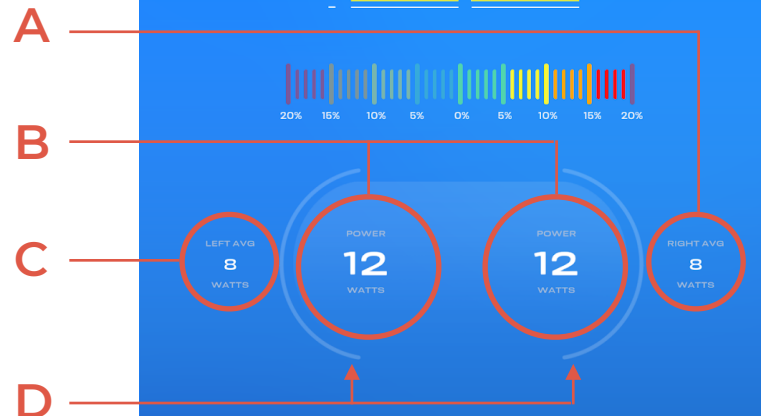 A
20% 15% 10% 5% 0% 5% 10% 15% 20%
B
POWER POWER
LEFT AVG 12 12 RIGHT AVG
8 8
WATTS WATTS WATTS WATTS
C
D